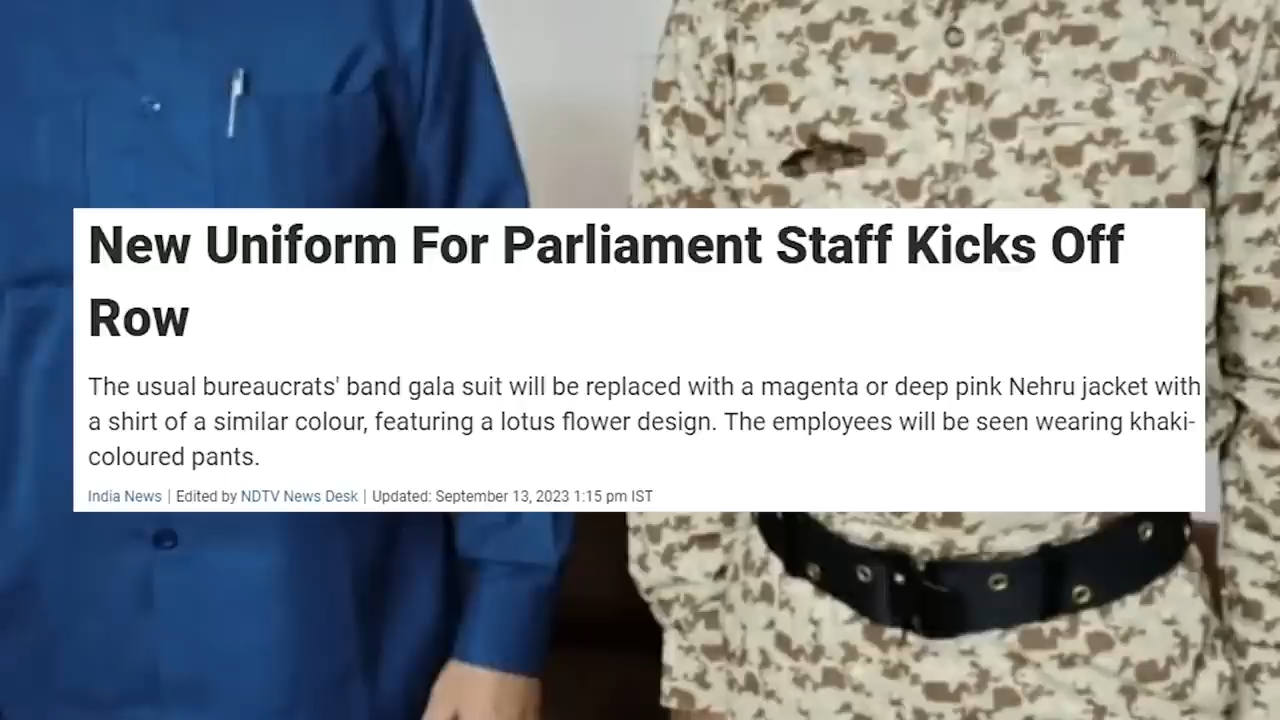 New Uniform For Parliament Staff Kicks Off
Row
The usual bureaucrats' band gala suit will be replaced with a magenta or deep pink Nehru jacket with
a shirt of a similar colour, featuring a lotus flower design. The employees will be seen wearing khaki-
coloured pants.
India News | Edited by NDTV News Desk | Updated: September 13, 2023 1:15 pm IST